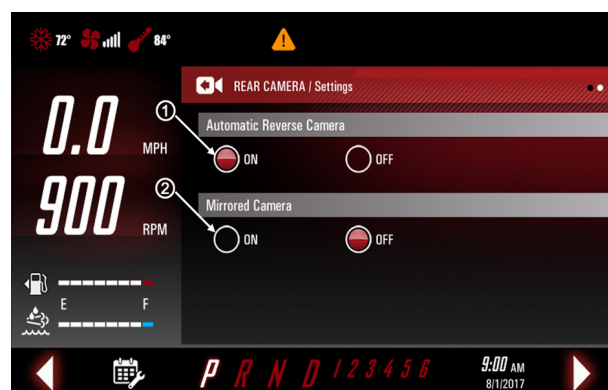 72° 84°
REAR CAMERA / Settings
1
Automatic Reverse Camera
0.0 MPH
ON OFF
2
Mirrored Camera
900 RPM
ON OFF
E F
P R N D 1 2 3 4 5 6
9:00 AM
8/1/2017